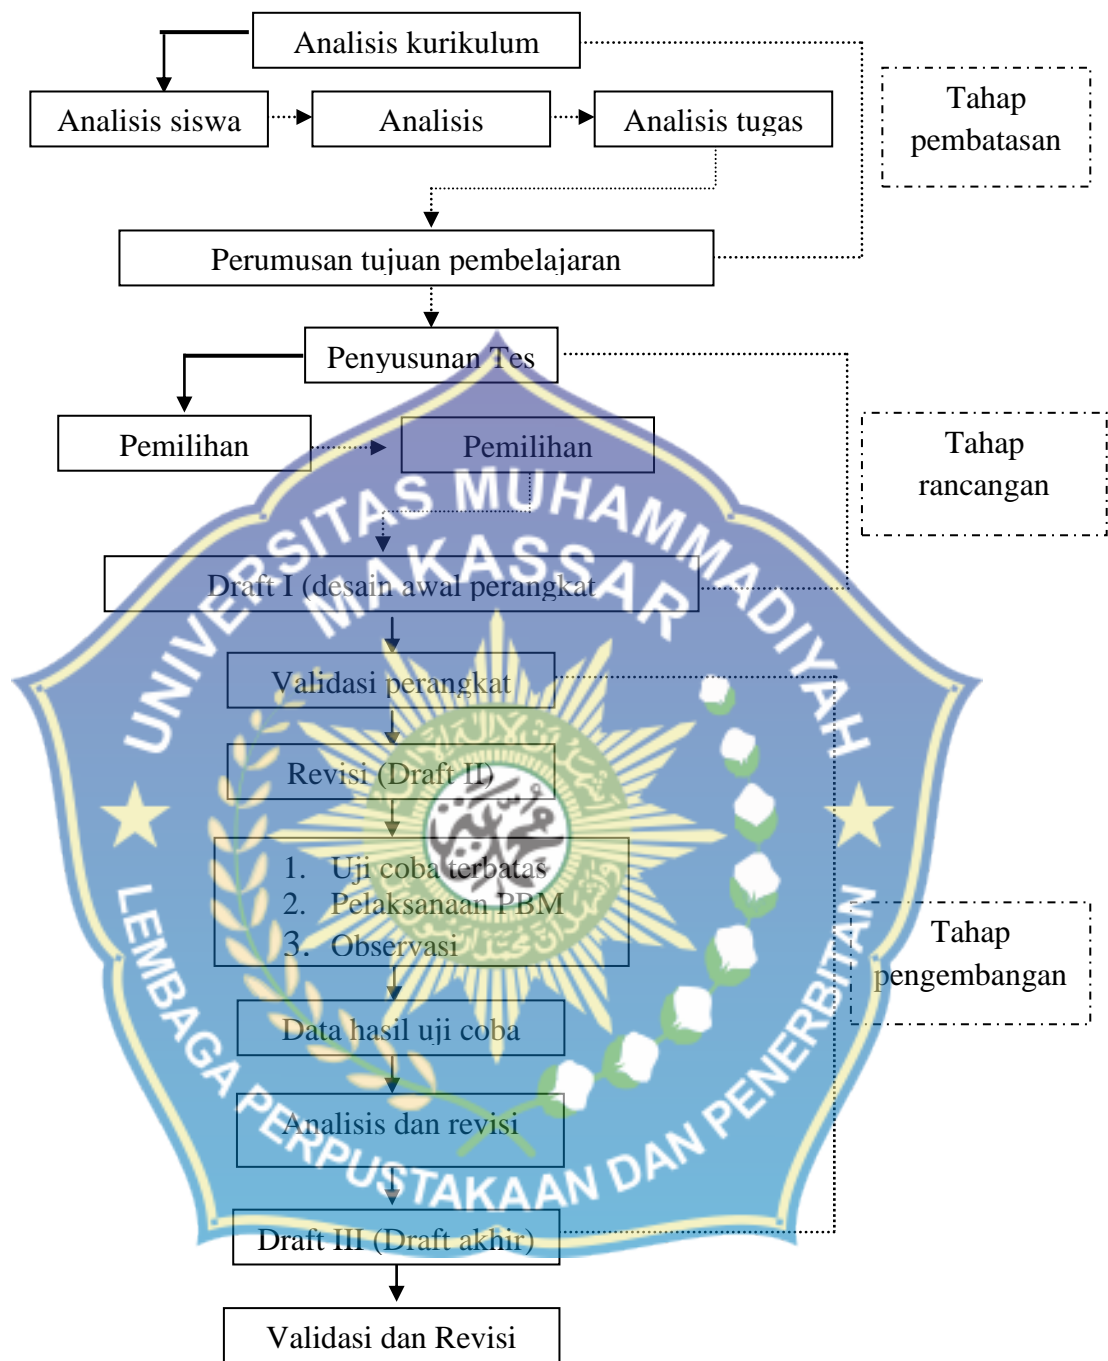 Analisis kurikulum
Tahap
pembatasan
Analisis siswa
Analisis
Analisis tugas
Perumusan tujuan pembelajaran
Penyusunan Tes
Pemilihan
Pemilihan
Tahap
rancangan
UNIVERSITAS MUHAMMADIYAH
MAKASSAR
Draft I (desain awal perangkat
Validasi perangkat
Revisi (Draft II)
1. Uji coba terbatas
2. Pelaksanaan PBM
3. Observasi
Tahap
pengembangan
Data hasil uji coba
Analisis dan revisi
LEMBAGA PERPUSTAKAAN DAN PENERBITAN
Draft III (Draft akhir)
Validasi dan Revisi